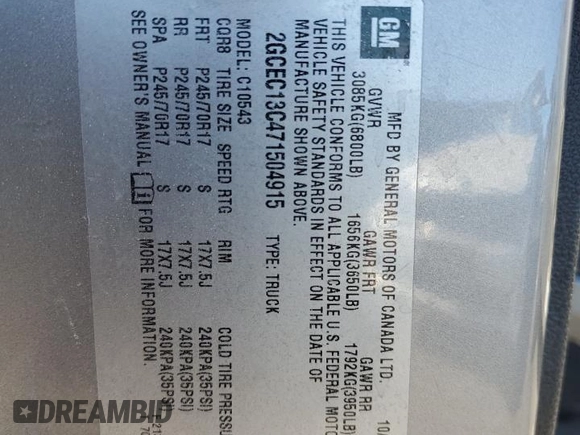 GM
MFD BY GENERAL MOTORS OF CANADA LTD.
10/
GVWR GAWR FRT GAWR RR
3085KG(6800LB) 1656KG(3650LB) 1792KG(3950LB)
THIS VEHICLE CONFORMS TO ALL APPLICABLE U.S. FEDERAL MOTO
VEHICLE SAFETY STANDARDS IN EFFECT ON THE DATE OF
MANUFACTURE SHOWN ABOVE.
2GCEC13C471504915 TYPE: TRUCK
MODEL: C10543
CQR8 TIRE SIZE SPEED RTG RIM COLD TIRE PRESSU
FRT P245/70R17 S 17X7.5J 240KPA(35PSI)
RR P245/70R17 S 17X7.5J 240KPA(35PSI)
SPA P245/70R17 S 17X7.5J 240KPA(35PSI)
SEE OWNER'S MANUAL i FOR MORE INFORMATION.
DREAMBID